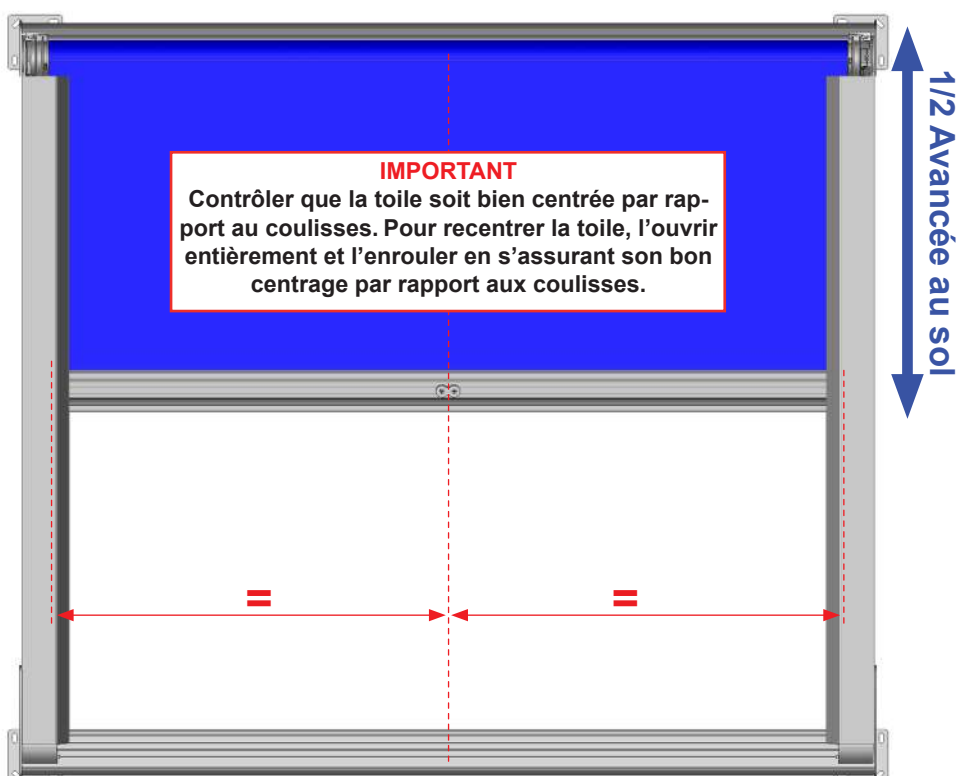 IMPORTANT
Contrôler que la toile soit bien centrée par rap-
port au coulisses. Pour recentrer la toile, l’ouvrir
entièrement et l’enrouler en s’assurant son bon
centrage par rapport aux coulisses.
1/2 Avancée au sol
= =